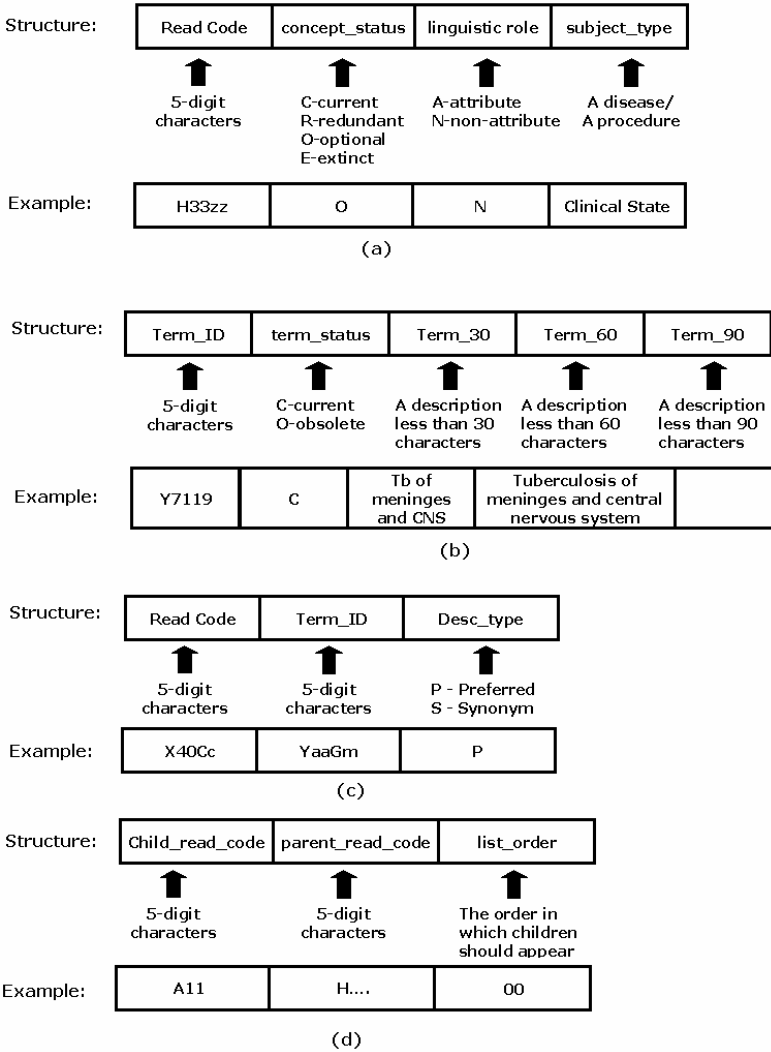 Structure: Read Code concept_status linguistic role subject_type
5-digit C-current A-attribute A disease/
characters R-redundant N-non-attribute A procedure
O-optional
E-extinct
Example: H33zz O N Clinical State
(a)
Structure: Term_ID term_status Term_30 Term_60 Term_90
5-digit C-current A description A description A description
characters O-obsolete less than 30 less than 60 less than 90
characters characters characters
Tb of Tuberculosis of
Example: Y7119 C meninges meninges and central
and CNS nervous system
(b)
Structure: Read Code Term_ID Desc_type
5-digit 5-digit P - Preferred
characters characters S - Synonym
Example: X40Cc YaaGm P
(c)
Structure: Child_read_code parent_read_code list_order
5-digit 5-digit The order in
characters characters which children
should appear
Example: A11 H.... 00
(d)